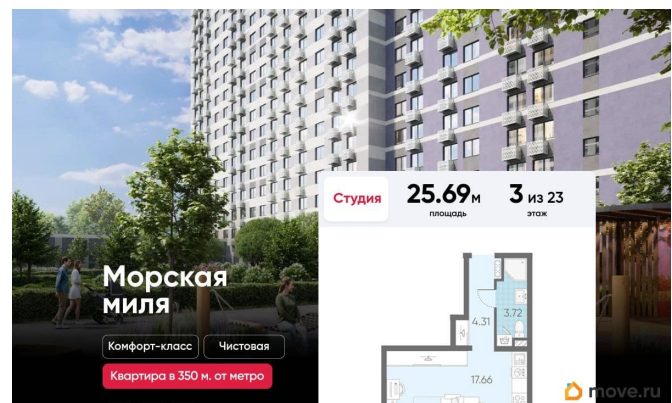 Студия
25.69м
площадь
3 из 23
этаж
Морская
миля
Комфорт-класс
Чистовая
Квартира в 350 м. от метро
4.31
3.72
17.66
move.ru